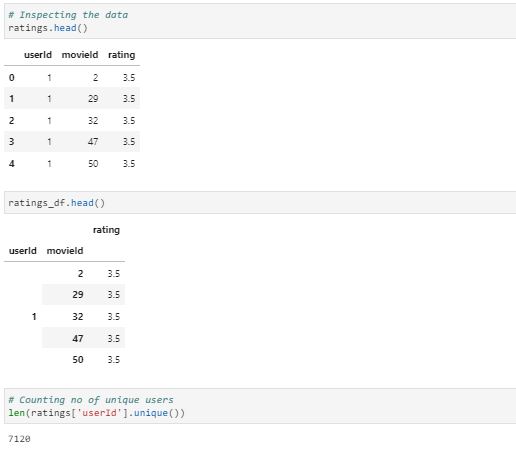 # Inspecting the data
ratings.head()
userId movieId rating
0 1 2 3.5
1 1 29 3.5
2 1 32 3.5
3 1 47 3.5
4 1 50 3.5
ratings_df.head()
rating
userId movieId
2 3.5
29 3.5
1 32 3.5
47 3.5
50 3.5
# Counting no of unique users
len(ratings['userId'].unique())
7120